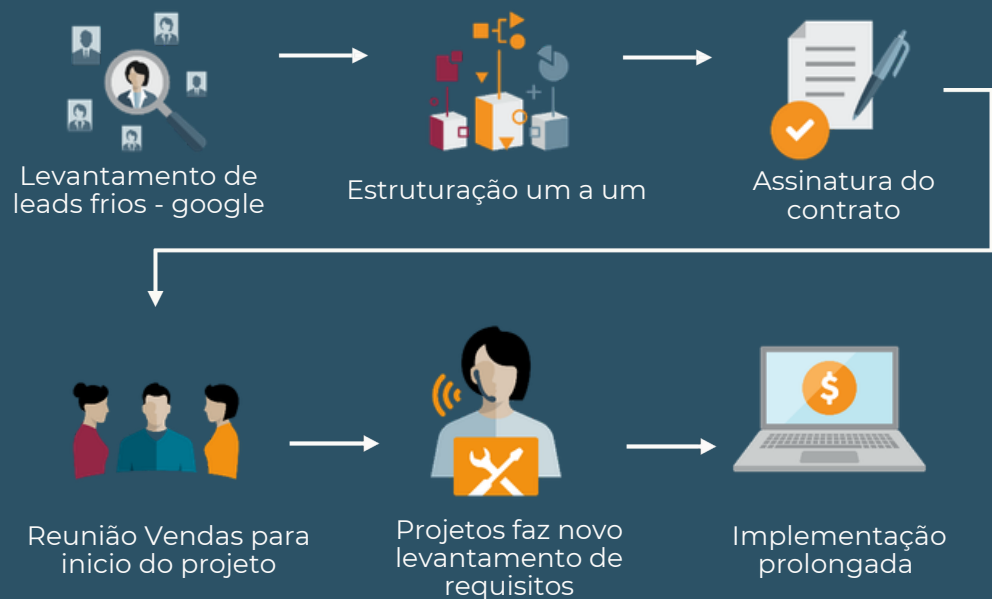 Levantamento de
leads frios - google
Estruturação um a um
Assinatura do
contrato
Reunião Vendas para
inicio do projeto
Projetos faz novo
levantamento de
requisitos
Implementação
prolongada